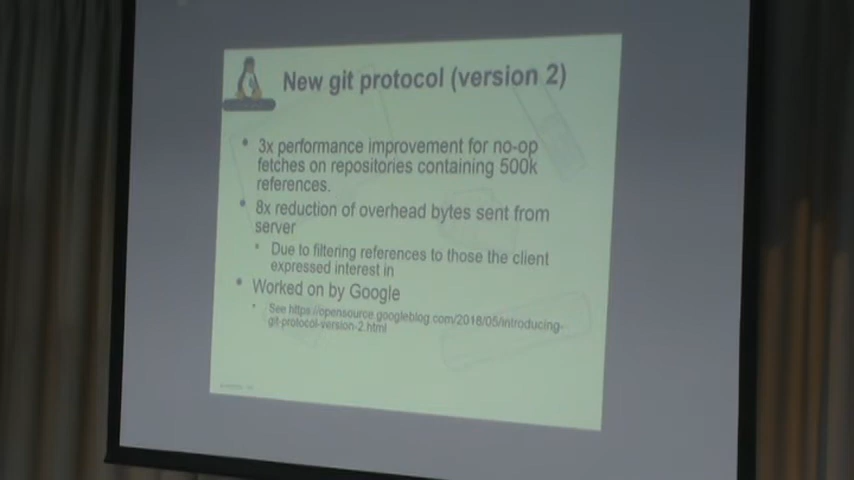 New git protocol (version 2)
• 3x performance improvement for no-op
fetches on repositories containing 500k
references.
• 8x reduction of overhead bytes sent from
server
• Due to filtering references to those the client
expressed interest in
• Worked on by Google
• See https://opensource.googleblog.com/2018/05/introducing-
git-protocol-version-2.html